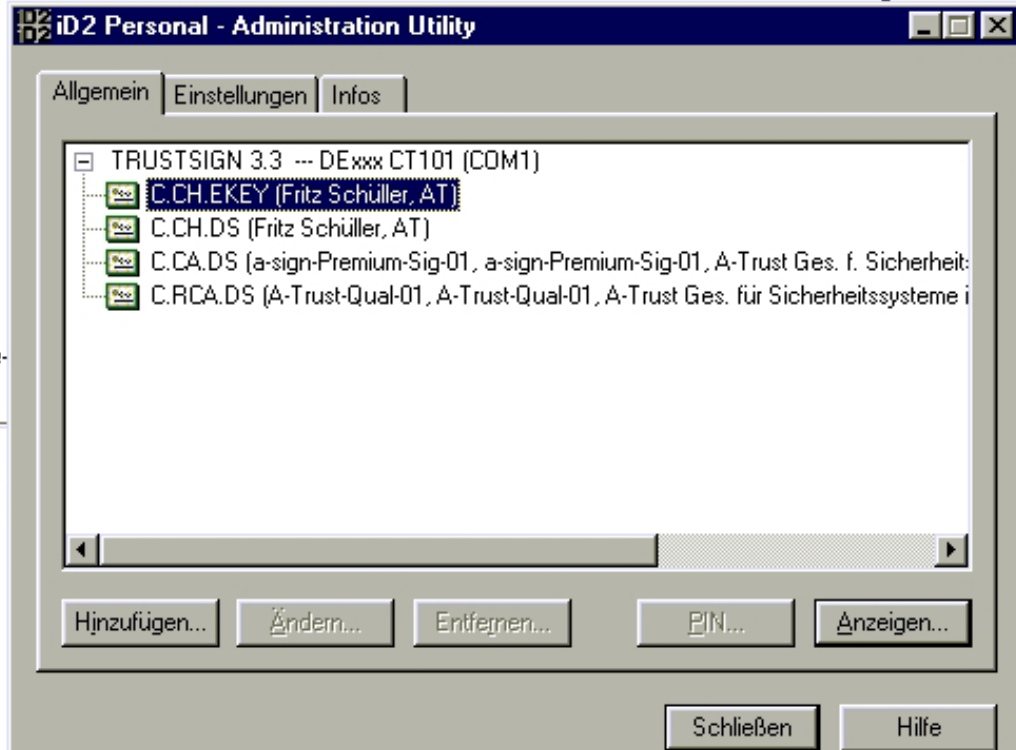 iD2 Personal - Administration Utility
Allgemein Einstellungen Infos
TRUSTSIGN 3.3 --- DExxx CT101 (COM1)
C.CH.EKEY (Fritz Schüller, AT)
C.CH.DS (Fritz Schüller, AT)
C.CA.DS (a-sign-Premium-Sig-01, a-sign-Premium-Sig-01, A-Trust Ges. f. Sicherheit
C.RCA.DS (A-Trust-Qual-01, A-Trust-Qual-01, A-Trust Ges. für Sicherheitssysteme i
Hinzufügen... Ändern... Entfernen... PIN... Anzeigen...
Schließen Hilfe